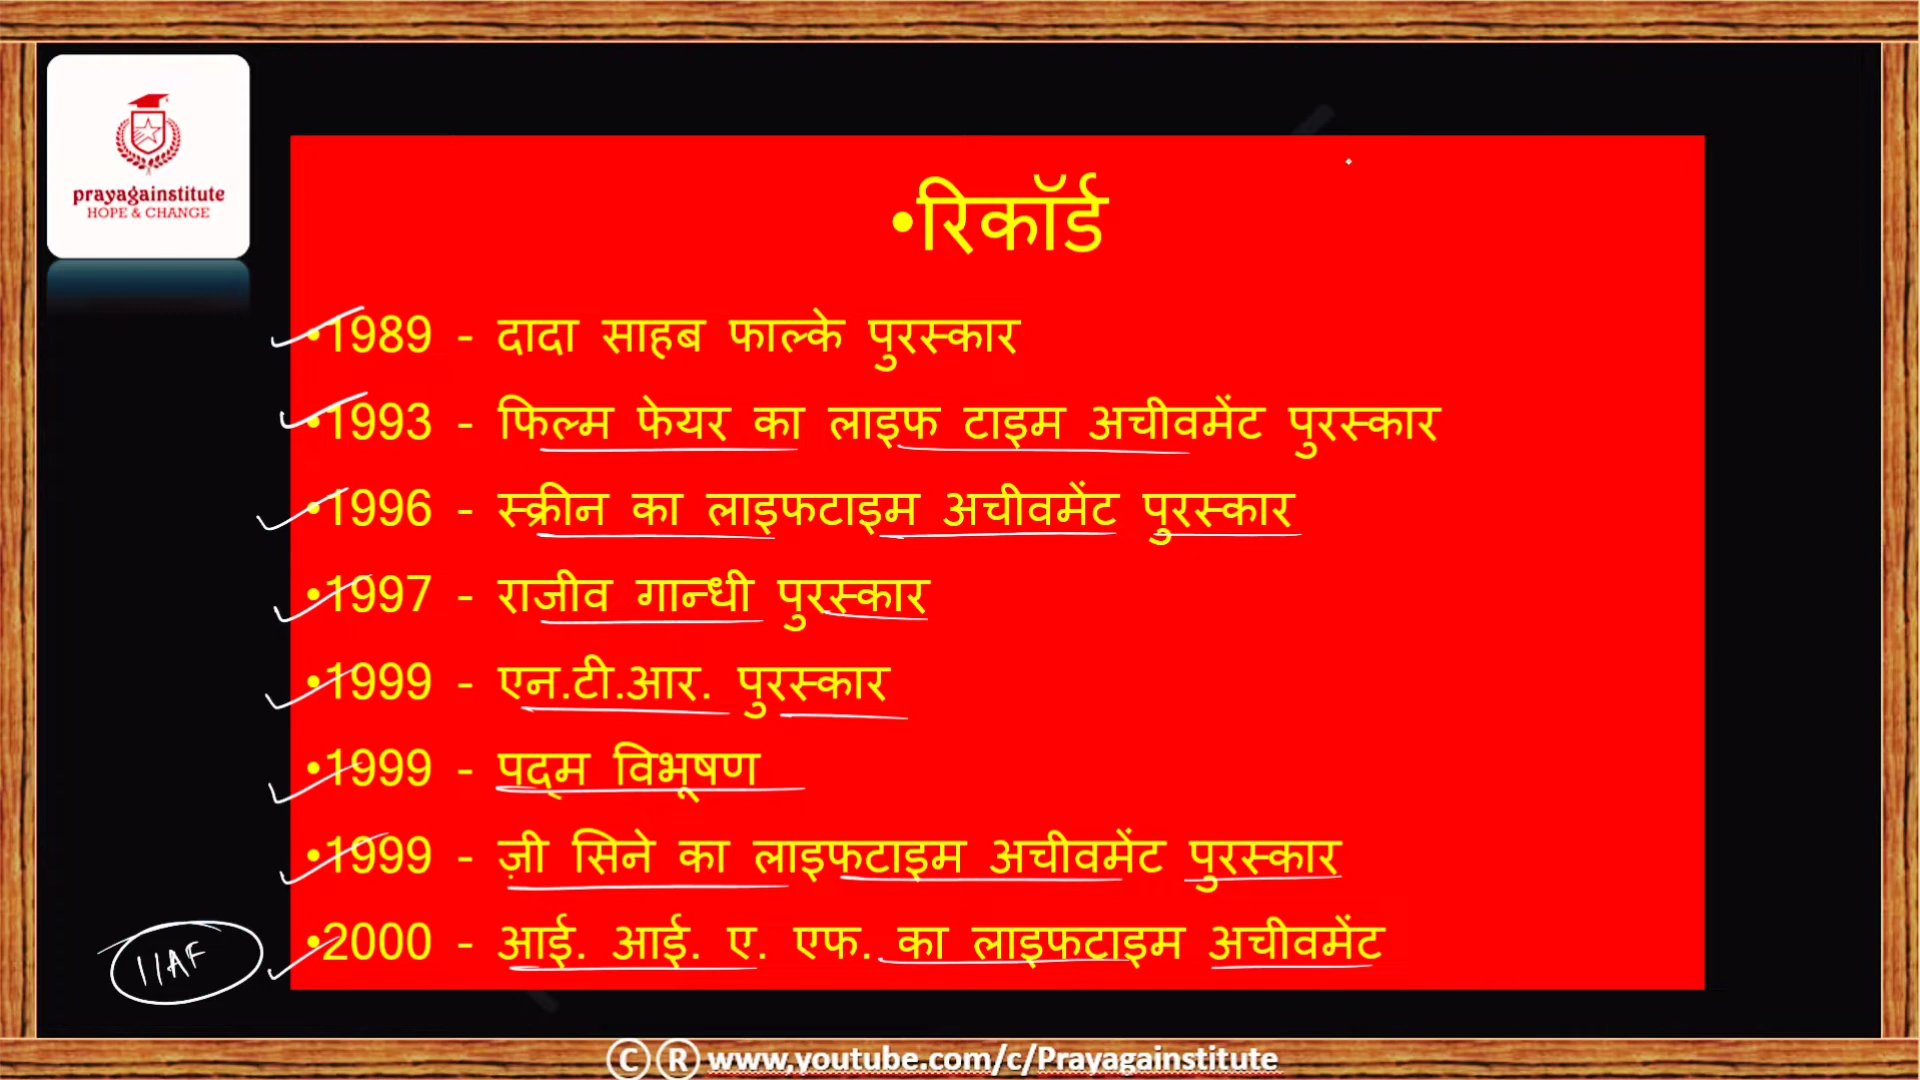 prayagainstitute
HOPE & CHANGE
•रिकॉर्ड
•1989 - दादा साहब फाल्के पुरस्कार
•1993 - फिल्म फेयर का लाइफ टाइम अचीवमेंट पुरस्कार
•1996 - स्क्रीन का लाइफटाइम अचीवमेंट पुरस्कार
•1997 - राजीव गान्धी पुरस्कार
•1999 - एन.टी.आर. पुरस्कार
•1999 - पद्म विभूषण
•1999 - ज़ी सिने का लाइफटाइम अचीवमेंट पुरस्कार
•2000 - आई. आई. ए. एफ. का लाइफटाइम अचीवमेंट
IIAF
Ⓒ Ⓡ www.youtube.com/c/Prayagainstitute